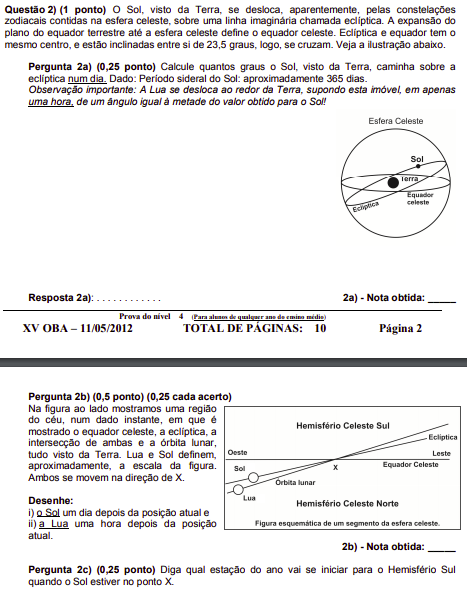 Questão 2) (1 ponto) O Sol, visto da Terra, se desloca, aparentemente, pelas constelações
zodiacais contidas na esfera celeste, sobre uma linha imaginária chamada eclíptica. A expansão do
plano do equador terrestre até a esfera celeste define o equador celeste. Eclíptica e equador tem o
mesmo centro, e estão inclinadas entre si de 23,5 graus, logo, se cruzam. Veja a ilustração abaixo.
Pergunta 2a) (0,25 ponto) Calcule quantos graus o Sol, visto da Terra, caminha sobre a
eclíptica num dia. Dado: Período sideral do Sol: aproximadamente 365 dias.
Observação importante: A Lua se desloca ao redor da Terra, supondo esta imóvel, em apenas
uma hora, de um ângulo igual à metade do valor obtido para o Sol!
Esfera Celeste
Sol
Terra
Equador
celeste
Eclíptica
Resposta 2a): . . . . . . . . . . . .
2a) - Nota obtida: _____
Prova do nível 4 (Para alunos de qualquer ano do ensino médio)
XV OBA – 11/05/2012 TOTAL DE PÁGINAS: 10 Página 2
Pergunta 2b) (0,5 ponto) (0,25 cada acerto)
Na figura ao lado mostramos uma região
do céu, num dado instante, em que é
mostrado o equador celeste, a eclíptica, a
intersecção de ambas e a órbita lunar,
tudo visto da Terra. Lua e Sol definem,
aproximadamente, a escala da figura.
Ambos se movem na direção de X.
Desenhe:
i) o Sol um dia depois da posição atual e
ii) a Lua uma hora depois da posição
atual.
Hemisfério Celeste Sul
Eclíptica
Oeste
Leste
Sol
X
Equador Celeste
Órbita lunar
Lua
Hemisfério Celeste Norte
Figura esquemática de um segmento da esfera celeste.
2b) - Nota obtida: _____
Pergunta 2c) (0,25 ponto) Diga qual estação do ano vai se iniciar para o Hemisfério Sul
quando o Sol estiver no ponto X.